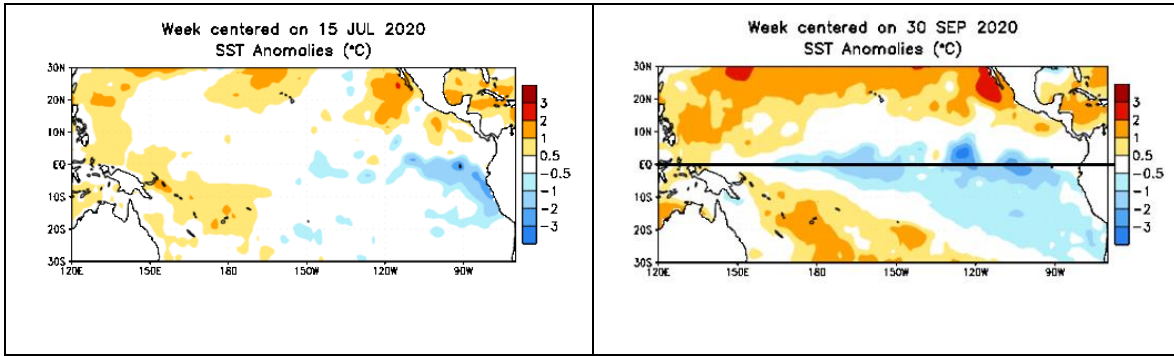 Week centered on 15 JUL 2020
SST Anomalies (°C)
30N
20N
10N
EQ
10S
20S
30S
120E 150E 180 150W 120W 90W
3
2
1
0.5
-0.5
-1
-2
-3
Week centered on 30 SEP 2020
SST Anomalies (°C)
30N
20N
10N
EQ
10S
20S
30S
120E 150E 180 150W 120W 90W
3
2
1
0.5
-0.5
-1
-2
-3